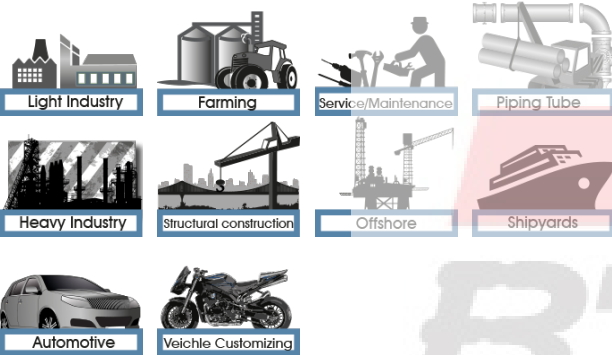 Light Industry
Farming
Service/Maintenance
Piping Tube
Heavy Industry
Structural construction
Offshore
Shipyards
Automotive
Veichle Customizing